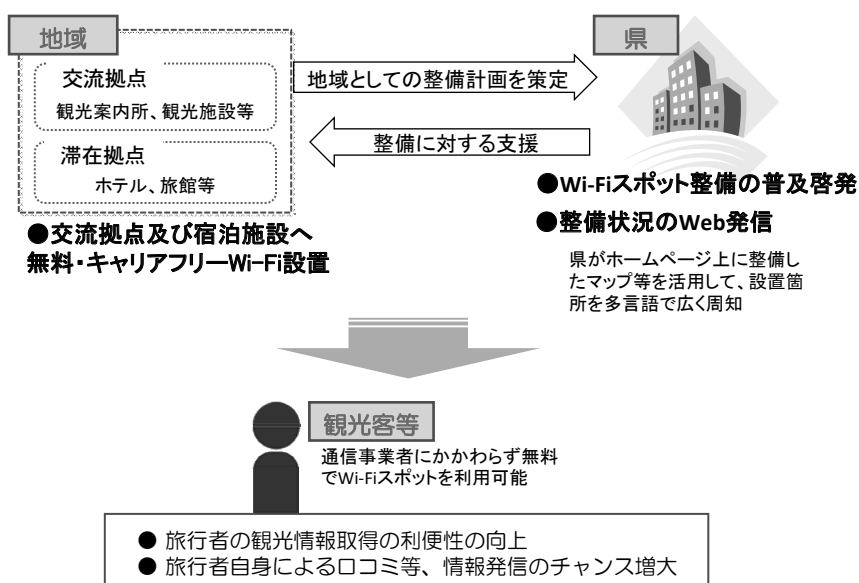 地域
交流拠点
観光案内所、観光施設等
滞在拠点
ホテル、旅館等
●交流拠点及び宿泊施設へ
無料・キャリアフリーWi-Fi設置
地域としての整備計画を策定
整備に対する支援
県
●Wi-Fiスポット整備の普及啓発
●整備状況のWeb発信
県がホームページ上に整備し
たマップ等を活用して、設置箇
所を多言語で広く周知
観光客等
通信事業者にかかわらず無料
でWi-Fiスポットを利用可能
● 旅行者の観光情報取得の利便性の向上
● 旅行者自身による口コミ等、情報発信のチャンス増大